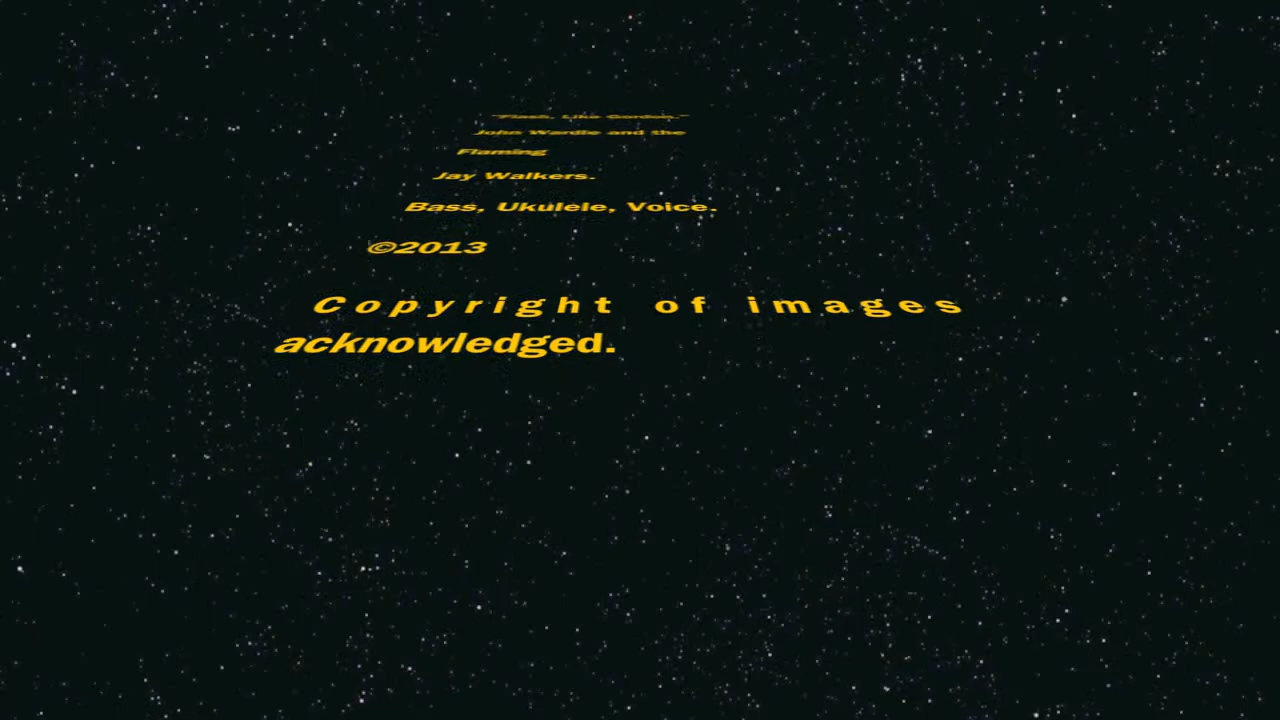 "Flash. Like Gordon."
John Wardle and the
Flaming
Jay Walkers.
Bass, Ukulele, Voice.
©2013
Copyright of images
acknowledged.